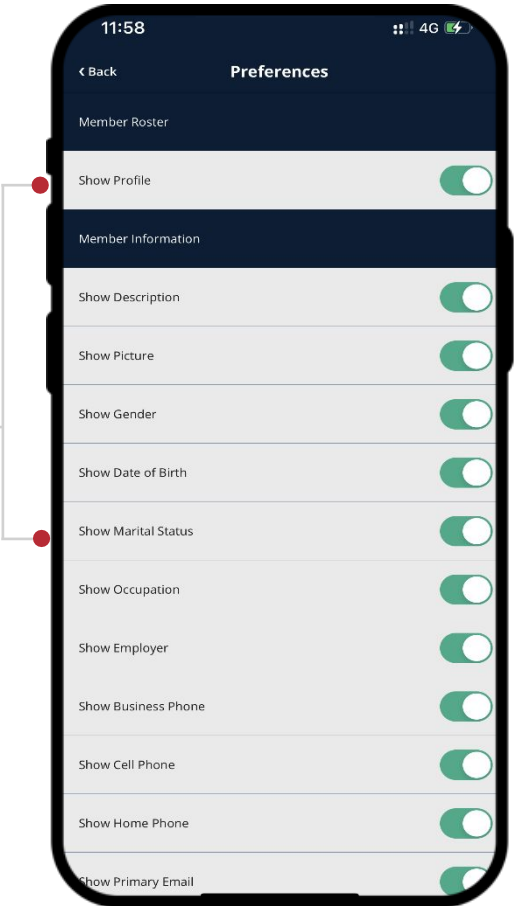 11:58 4G
Back Preferences
Member Roster
Show Profile
Member Information
Show Description
Show Picture
Show Gender
Show Date of Birth
Show Marital Status
Show Occupation
Show Employer
Show Business Phone
Show Cell Phone
Show Home Phone
Show Primary Email